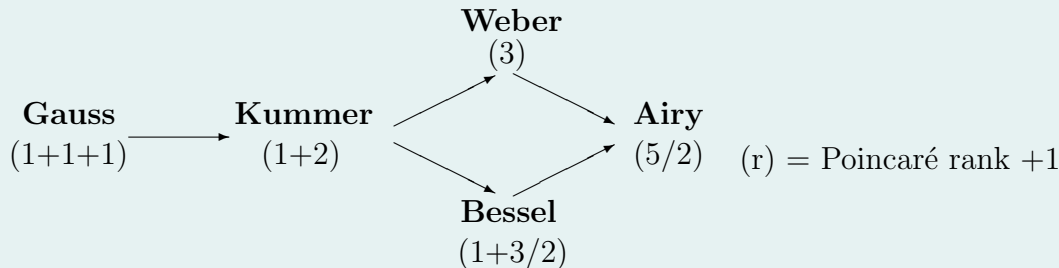 Weber
(3)
Gauss
(1+1+1)
Kummer
(1+2)
Airy
(5/2)
(r) = Poincaré rank +1
Bessel
(1+3/2)